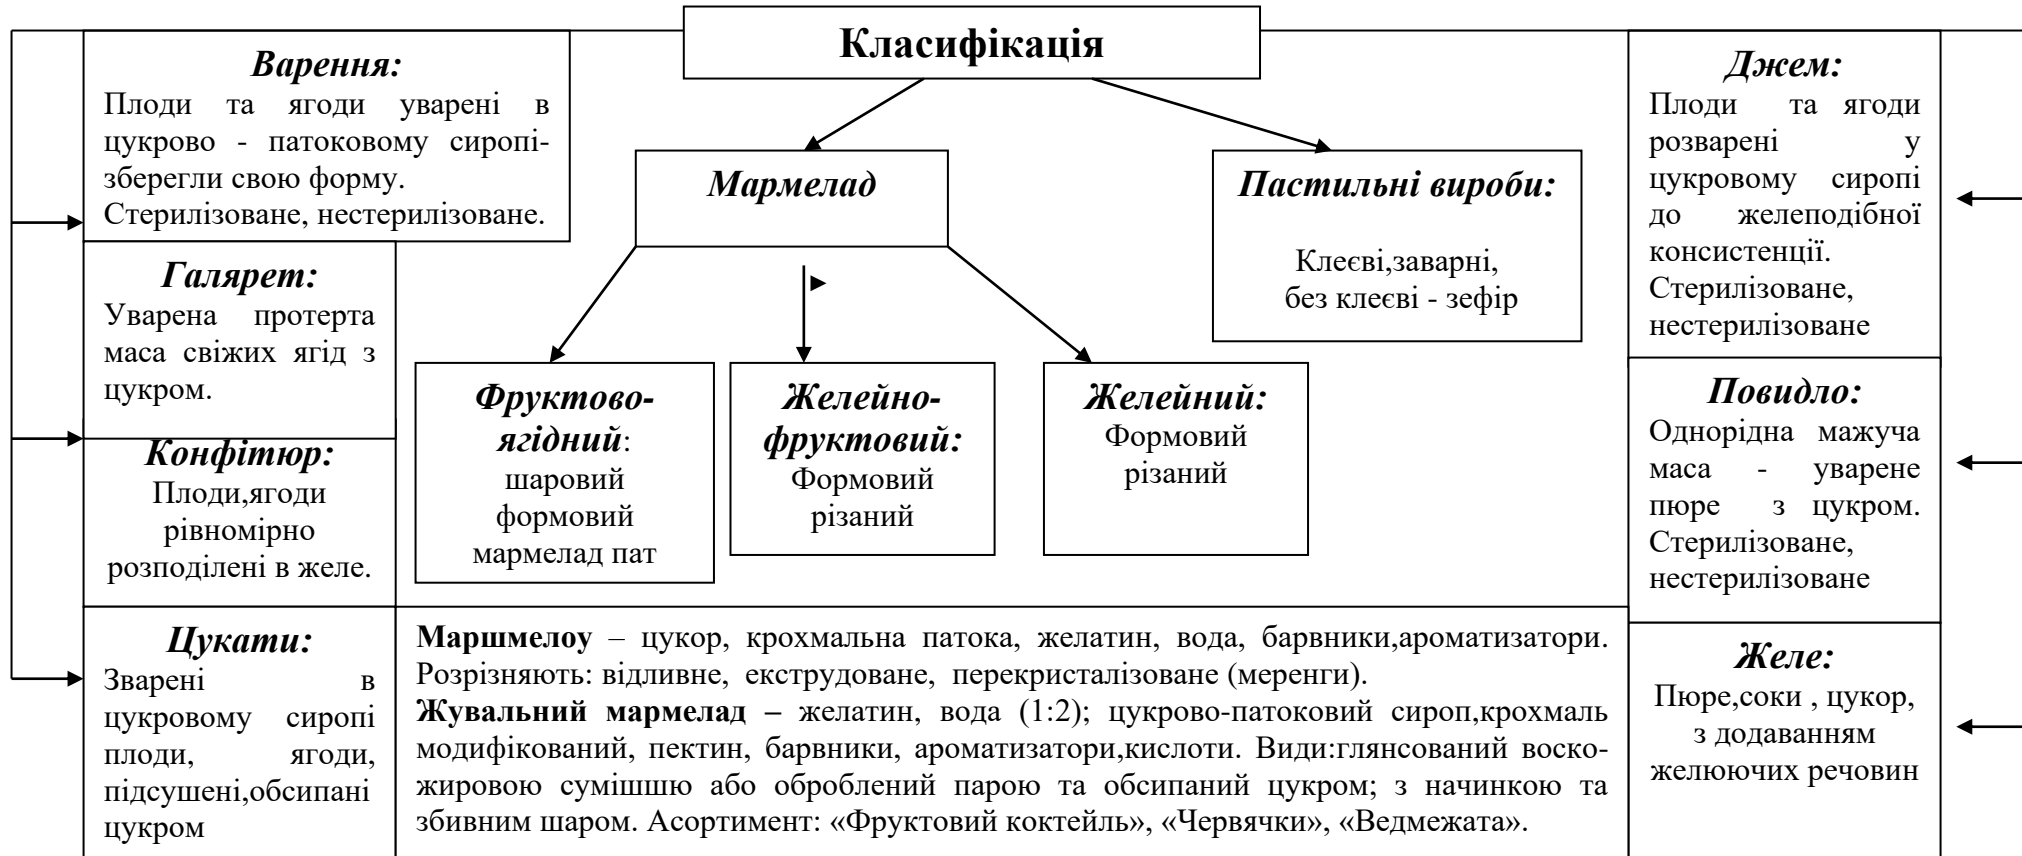 Класифікація
Варення:
Плоди та ягоди уварені в
цукрово - патоковому сиропі-
зберегли свою форму.
Стерилізоване, нестерилізоване.
Галярет:
Уварена протерта
маса свіжих ягід з
цукром.
Конфітюр:
Плоди,ягоди
рівномірно
розподілені в желе.
Цукати:
Зварені в
цукровому сиропі
плоди, ягоди,
підсушені,обсипані
цукром
Мармелад
Фруктово-
ягідний:
шаровий
формовий
мармелад пат
Желейно-
фруктовий:
Формовий
різаний
Желейний:
Формовий
різаний
Пастильні вироби:
Клеєві,заварні,
без клеєві - зефір
Маршмелоу – цукор, крохмальна патока, желатин, вода, барвники,ароматизатори.
Розрізняють: відливне, екструдоване, перекристалізоване (меренги).
Жувальний мармелад – желатин, вода (1:2); цукрово-патоковий сироп,крохмаль
модифікований, пектин, барвники, ароматизатори,кислоти. Види:глянсований воско-
жировою сумішшю або оброблений парою та обсипаний цукром; з начинкою та
збивним шаром. Асортимент: «Фруктовий коктейль», «Червячки», «Ведмежата».
Джем:
Плоди та ягоди
розварені у
цукровому сиропі
до желеподібної
консистенції.
Стерилізоване,
нестерилізоване
Повидло:
Однорідна мажуча
маса - уварене
пюре з цукром.
Стерилізоване,
нестерилізоване
Желе:
Пюре,соки , цукор,
з додаванням
желюючих речовин